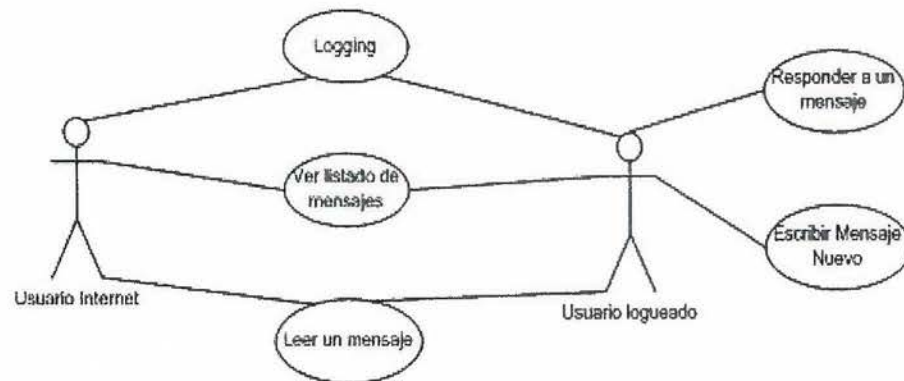 Logging
Responder a un
mensaje
Ver listado de
mensajes
Escribir Mensaje
Nuevo
Usuario Internet
Usuario logueado
Leer un mensaje